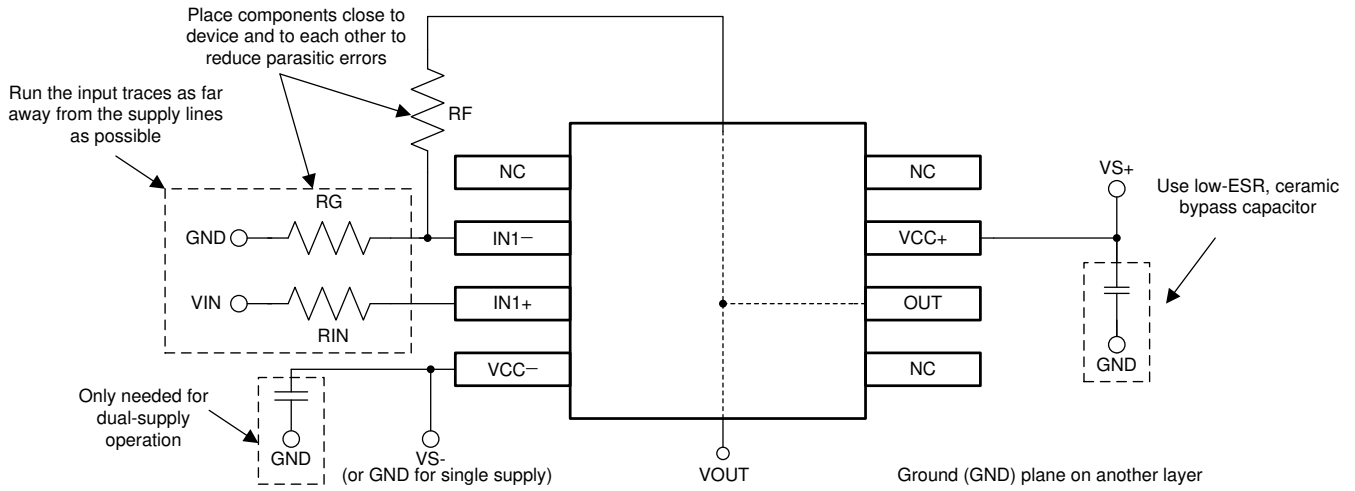 Place components close to
device and to each other to
reduce parasitic errors
Run the input traces as far
away from the supply lines
as possible
RF
NC
NC
VS+
Use low-ESR, ceramic
bypass capacitor
RG
GND
IN1−
VCC+
VIN
IN1+
OUT
RIN
GND
VCC−
NC
Only needed for
dual-supply
operation
GND
VS-
(or GND for single supply)
VOUT
Ground (GND) plane on another layer